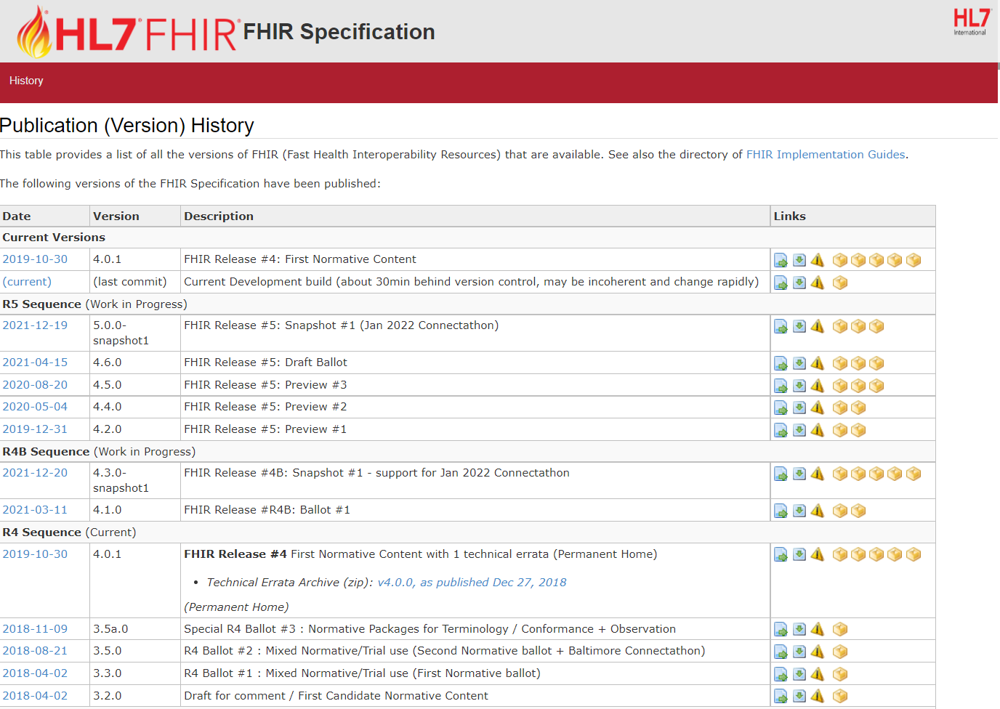 HL7 FHIR FHIR Specification
HL7
International
History
Publication (Version) History
This table provides a list of all the versions of FHIR (Fast Health Interoperability Resources) that are available. See also the directory of FHIR Implementation Guides.
The following versions of the FHIR Specification have been published:
Date Version Description Links
Current Versions
2019-10-30 4.0.1 FHIR Release #4: First Normative Content
(current) (last commit) Current Development build (about 30min behind version control, may be incoherent and change rapidly)
R5 Sequence (Work in Progress)
2021-12-19 5.0.0- FHIR Release #5: Snapshot #1 (Jan 2022 Connectathon)
snapshot1
2021-04-15 4.6.0 FHIR Release #5: Draft Ballot
2020-08-20 4.5.0 FHIR Release #5: Preview #3
2020-05-04 4.4.0 FHIR Release #5: Preview #2
2019-12-31 4.2.0 FHIR Release #5: Preview #1
R4B Sequence (Work in Progress)
2021-12-20 4.3.0- FHIR Release #4B: Snapshot #1 - support for Jan 2022 Connectathon
snapshot1
2021-03-11 4.1.0 FHIR Release #R4B: Ballot #1
R4 Sequence (Current)
2019-10-30 4.0.1 FHIR Release #4 First Normative Content with 1 technical errata (Permanent Home)
• Technical Errata Archive (zip): v4.0.0, as published Dec 27, 2018
(Permanent Home)
2018-11-09 3.5a.0 Special R4 Ballot #3 : Normative Packages for Terminology / Conformance + Observation
2018-08-21 3.5.0 R4 Ballot #2 : Mixed Normative/Trial use (Second Normative ballot + Baltimore Connectathon)
2018-04-02 3.3.0 R4 Ballot #1 : Mixed Normative/Trial use (First Normative ballot)
2018-04-02 3.2.0 Draft for comment / First Candidate Normative Content